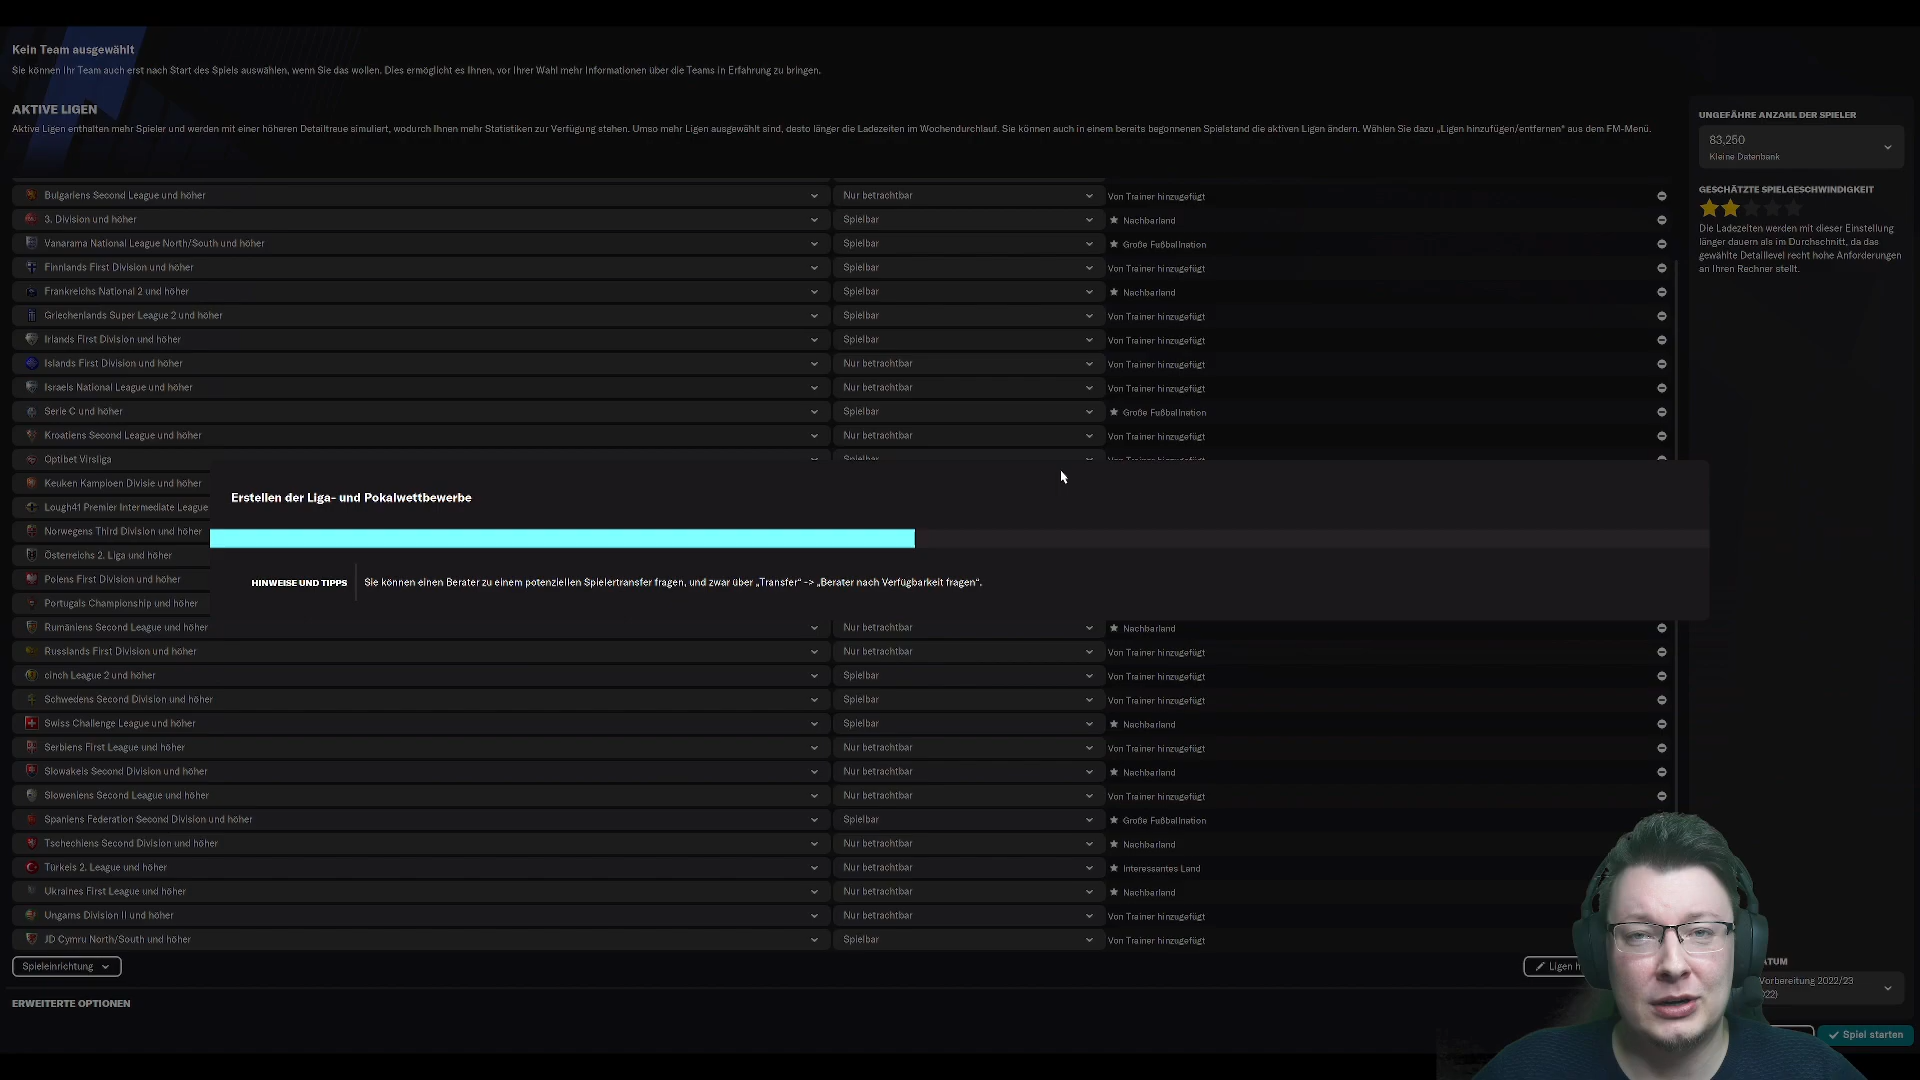 Kein Team ausgewählt
Sie können Ihr Team auch erst nach Start des Spiels auswählen, wenn Sie das wollen. Dies ermöglicht es Ihnen, vor Ihrer Wahl mehr Informationen über die Teams in Erfahrung zu bringen.
AKTIVE LIGEN
Aktive Ligen enthalten mehr Spieler und werden mit einer höheren Detailtreue simuliert, wodurch Ihnen mehr Statistiken zur Verfügung stehen. Umso mehr Ligen ausgewählt sind, desto länger die Ladezeiten im Wochendurchlauf. Sie können auch in einem bereits begonnenen Spielstand die aktiven Ligen ändern. Wählen Sie dazu „Ligen hinzufügen/entfernen“ aus dem FM-Menü.
Bulgariens Second League und höher Nur betrachtbar Von Trainer hinzugefügt
3. Division und höher Spielbar Nachbarland
Vanarama National League North/South und höher Spielbar Große Fußballnation
Finnlands First Division und höher Spielbar Von Trainer hinzugefügt
Frankreichs National 2 und höher Spielbar Nachbarland
Griechenlands Super League 2 und höher Spielbar Von Trainer hinzugefügt
Irlands First Division und höher Spielbar Von Trainer hinzugefügt
Islands First Division und höher Nur betrachtbar Von Trainer hinzugefügt
Israels National League und höher Nur betrachtbar Von Trainer hinzugefügt
Serie C und höher Spielbar Große Fußballnation
Kroatiens Second League und höher Nur betrachtbar Von Trainer hinzugefügt
Optibet Virsliga Spielbar Von Trainer hinzugefügt
Keuken Kampioen Divisie und höher
Lough41 Premier Intermediate League
Norwegens Third Division und höher
Österreichs 2. Liga und höher
Polens First Division und höher
Portugals Championship und höher
Erstellen der Liga- und Pokalwettbewerbe
HINWEISE UND TIPPS Sie können einen Berater zu einem potenziellen Spielertransfer fragen, und zwar über „Transfer“ -> „Berater nach Verfügbarkeit fragen“.
Rumäniens Second League und höher Nur betrachtbar Nachbarland
Russlands First Division und höher Nur betrachtbar Von Trainer hinzugefügt
cinch League 2 und höher Spielbar Von Trainer hinzugefügt
Schwedens Second Division und höher Spielbar Von Trainer hinzugefügt
Swiss Challenge League und höher Spielbar Nachbarland
Serbiens First League und höher Nur betrachtbar Von Trainer hinzugefügt
Slowakeis Second Division und höher Nur betrachtbar Nachbarland
Sloweniens Second League und höher Nur betrachtbar Von Trainer hinzugefügt
Spaniens Federation Second Division und höher Spielbar Große Fußballnation
Tschechiens Second Division und höher Nur betrachtbar Nachbarland
Türkeis 2. League und höher Nur betrachtbar Interessantes Land
Ukraines First League und höher Nur betrachtbar Nachbarland
Ungarns Division II und höher Nur betrachtbar Von Trainer hinzugefügt
JD Cymru North/South und höher Spielbar Von Trainer hinzugefügt
Spieleinrichtung
Ligen h
ERWEITERTE OPTIONEN
UNGEFÄHRE ANZAHL DER SPIELER
83,250
Kleine Datenbank
GESCHÄTZTE SPIELGESCHWINDIGKEIT
Die Ladezeiten werden mit dieser Einstellung
länger dauern als im Durchschnitt, da das
gewählte Detaillevel recht hohe Anforderungen
an Ihren Rechner stellt.
ATUM
Vorbereitung 2022/23
22)
Spiel starten